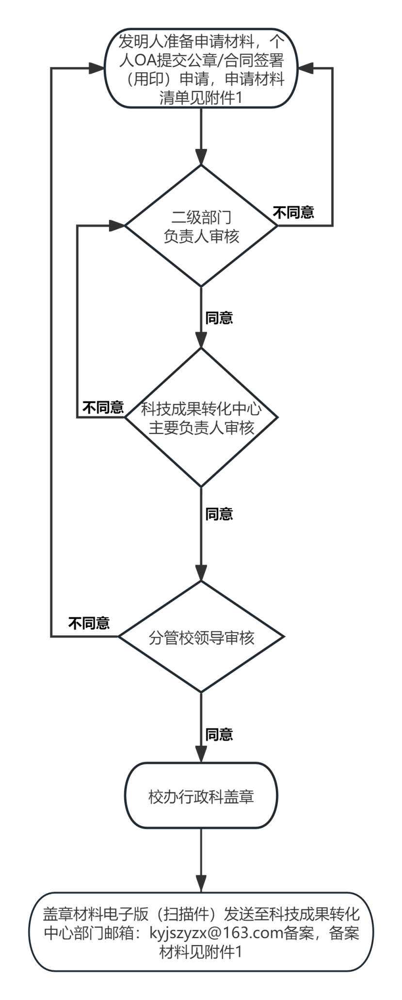 发明人准备申请材料，个
人OA提交公章/合同签署
（用印）申请，申请材料
清单见附件1
二级部门
负责人审核
不同意
同意
不同意
科技成果转化中心
主要负责人审核
同意
不同意
分管校领导审核
同意
校办行政科盖章
盖章材料电子版（扫描件）发送至科技成果转化
中心部门邮箱：kyjszyzx@163.com备案，备案
材料见附件1